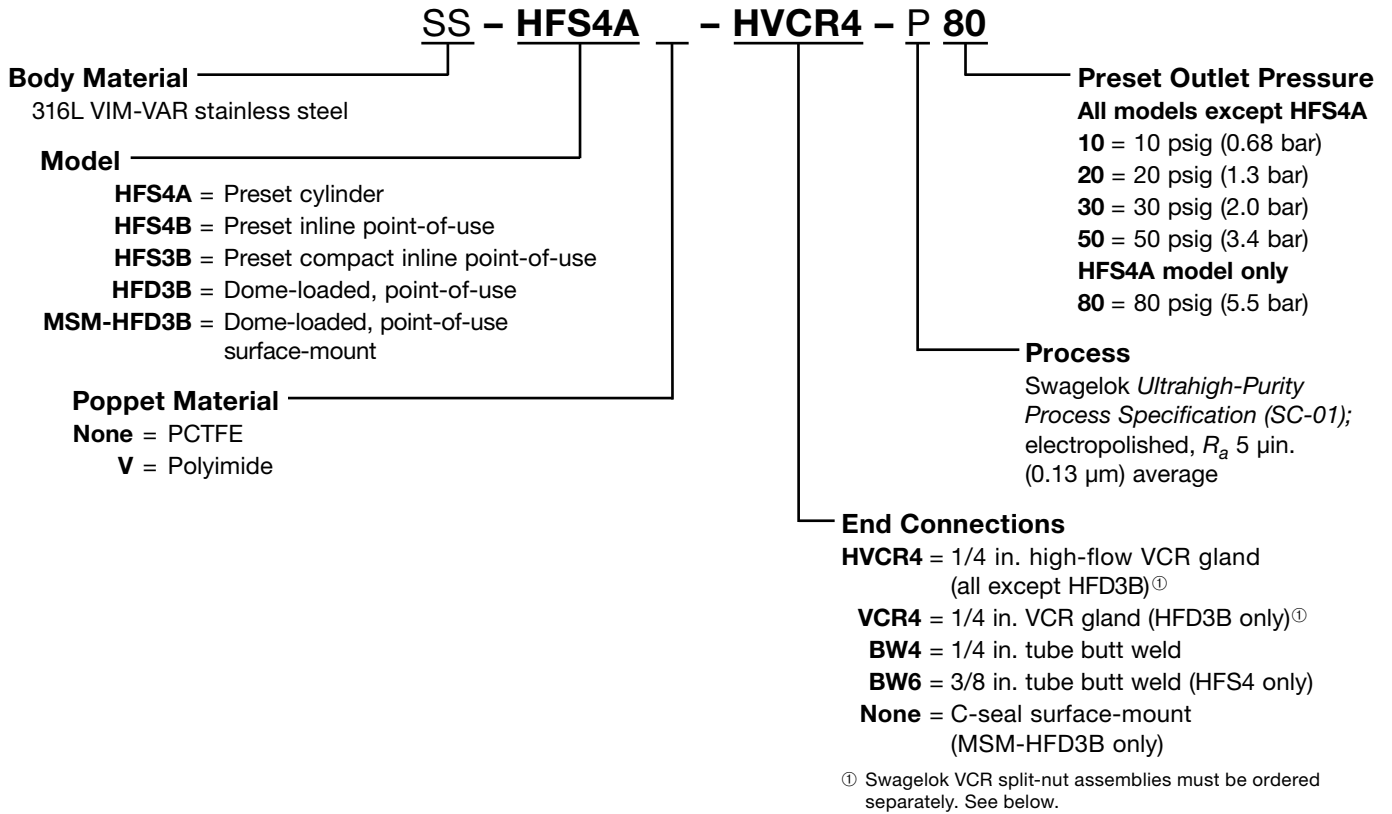 SS – HFS4A – HVCR4 – P 80
Body Material
316L VIM-VAR stainless steel
Model
HFS4A = Preset cylinder
HFS4B = Preset inline point-of-use
HFS3B = Preset compact inline point-of-use
HFD3B = Dome-loaded, point-of-use
MSM-HFD3B = Dome-loaded, point-of-use
surface-mount
Poppet Material
None = PCTFE
V = Polyimide
Preset Outlet Pressure
All models except HFS4A
10 = 10 psig (0.68 bar)
20 = 20 psig (1.3 bar)
30 = 30 psig (2.0 bar)
50 = 50 psig (3.4 bar)
HFS4A model only
80 = 80 psig (5.5 bar)
Process
Swagelok Ultrahigh-Purity
Process Specification (SC-01);
electropolished, Ra 5 µin.
(0.13 µm) average
End Connections
HVCR4 = 1/4 in. high-flow VCR gland
(all except HFD3B)①
VCR4 = 1/4 in. VCR gland (HFD3B only)①
BW4 = 1/4 in. tube butt weld
BW6 = 3/8 in. tube butt weld (HFS4 only)
None = C-seal surface-mount
(MSM-HFD3B only)
① Swagelok VCR split-nut assemblies must be ordered
separately. See below.